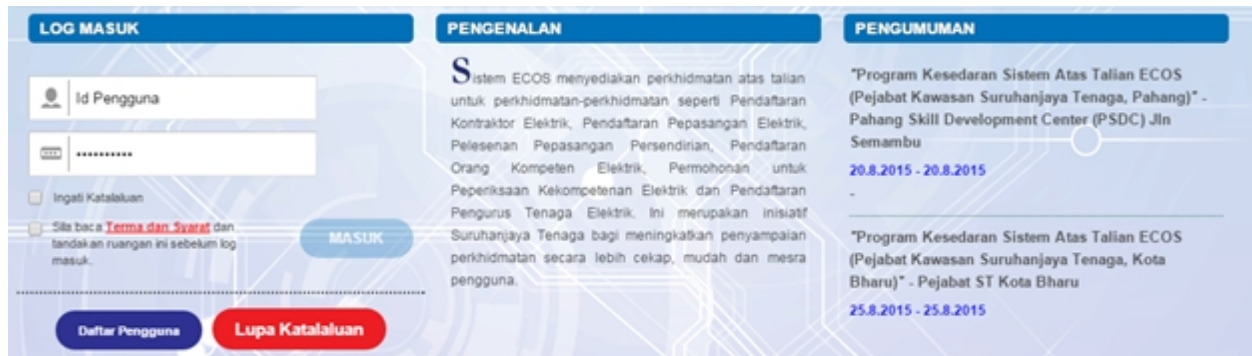 LOG MASUK
Id Pengguna
••••••••••
Ingati Katalaluan
Sila baca Terma dan Syarat dan
tandakan ruangan ini sebelum log
masuk.
MASUK
Daftar Pengguna
Lupa Katalaluan
PENGENALAN
Sistem ECOS menyediakan perkhidmatan atas talian
untuk perkhidmatan-perkhidmatan seperti Pendaftaran
Kontraktor Elektrik, Pendaftaran Pepasangan Elektrik,
Pelesenan Pepasangan Persendirian, Pendaftaran
Orang Kompeten Elektrik, Permohonan untuk
Peperiksaan Kekompetenan Elektrik dan Pendaftaran
Pengurus Tenaga Elektrik. Ini merupakan inisiatif
Suruhanjaya Tenaga bagi meningkatkan penyampaian
perkhidmatan secara lebih cekap, mudah dan mesra
pengguna.
PENGUMUMAN
"Program Kesedaran Sistem Atas Talian ECOS
(Pejabat Kawasan Suruhanjaya Tenaga, Pahang)" -
Pahang Skill Development Center (PSDC) Jln
Semambu
20.8.2015 - 20.8.2015
-
"Program Kesedaran Sistem Atas Talian ECOS
(Pejabat Kawasan Suruhanjaya Tenaga, Kota
Bharu)" - Pejabat ST Kota Bharu
25.8.2015 - 25.8.2015